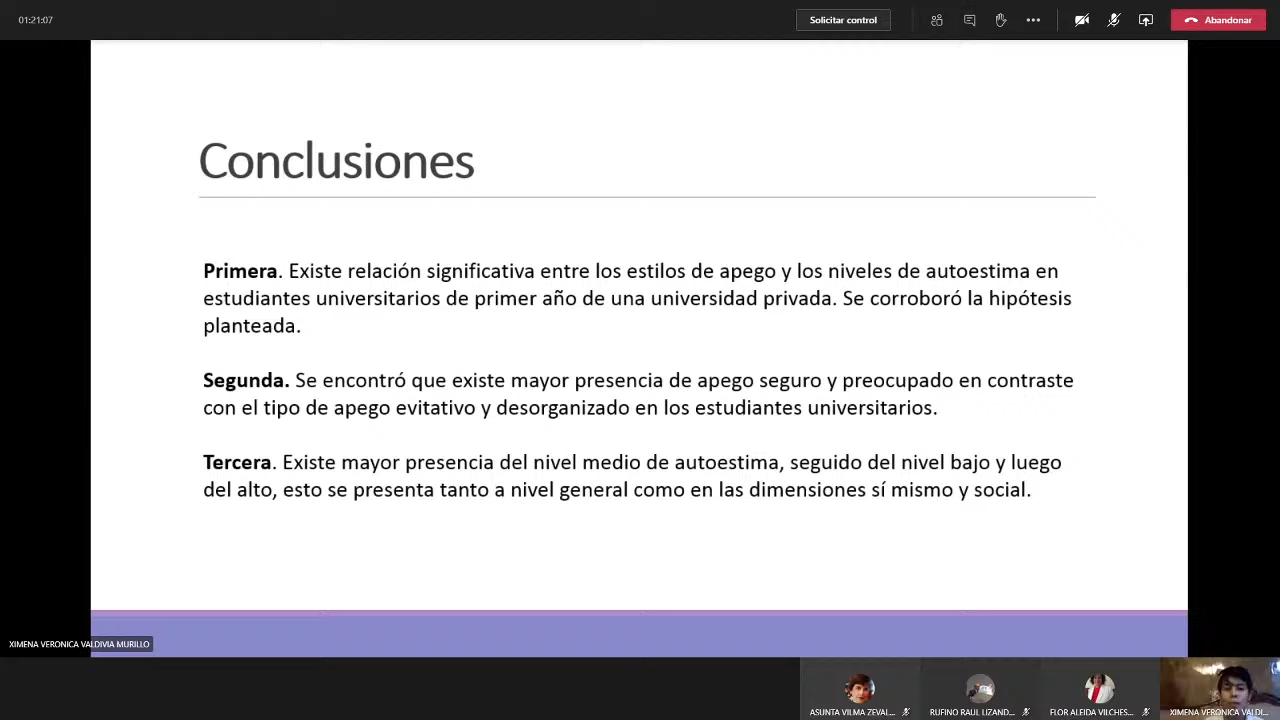 01:21:07
Solicitar control
Abandonar
Conclusiones
Primera. Existe relación significativa entre los estilos de apego y los niveles de autoestima en
estudiantes universitarios de primer año de una universidad privada. Se corroboró la hipótesis
planteada.
Segunda. Se encontró que existe mayor presencia de apego seguro y preocupado en contraste
con el tipo de apego evitativo y desorganizado en los estudiantes universitarios.
Tercera. Existe mayor presencia del nivel medio de autoestima, seguido del nivel bajo y luego
del alto, esto se presenta tanto a nivel general como en las dimensiones sí mismo y social.
XIMENA VERONICA VALDIVIA MURILLO
ASUNTA VILMA ZEVAL...
RUFINO RAUL LIZAND...
FLOR ALEIDA VILCHES...
XIMENA VERONICA VALDI...